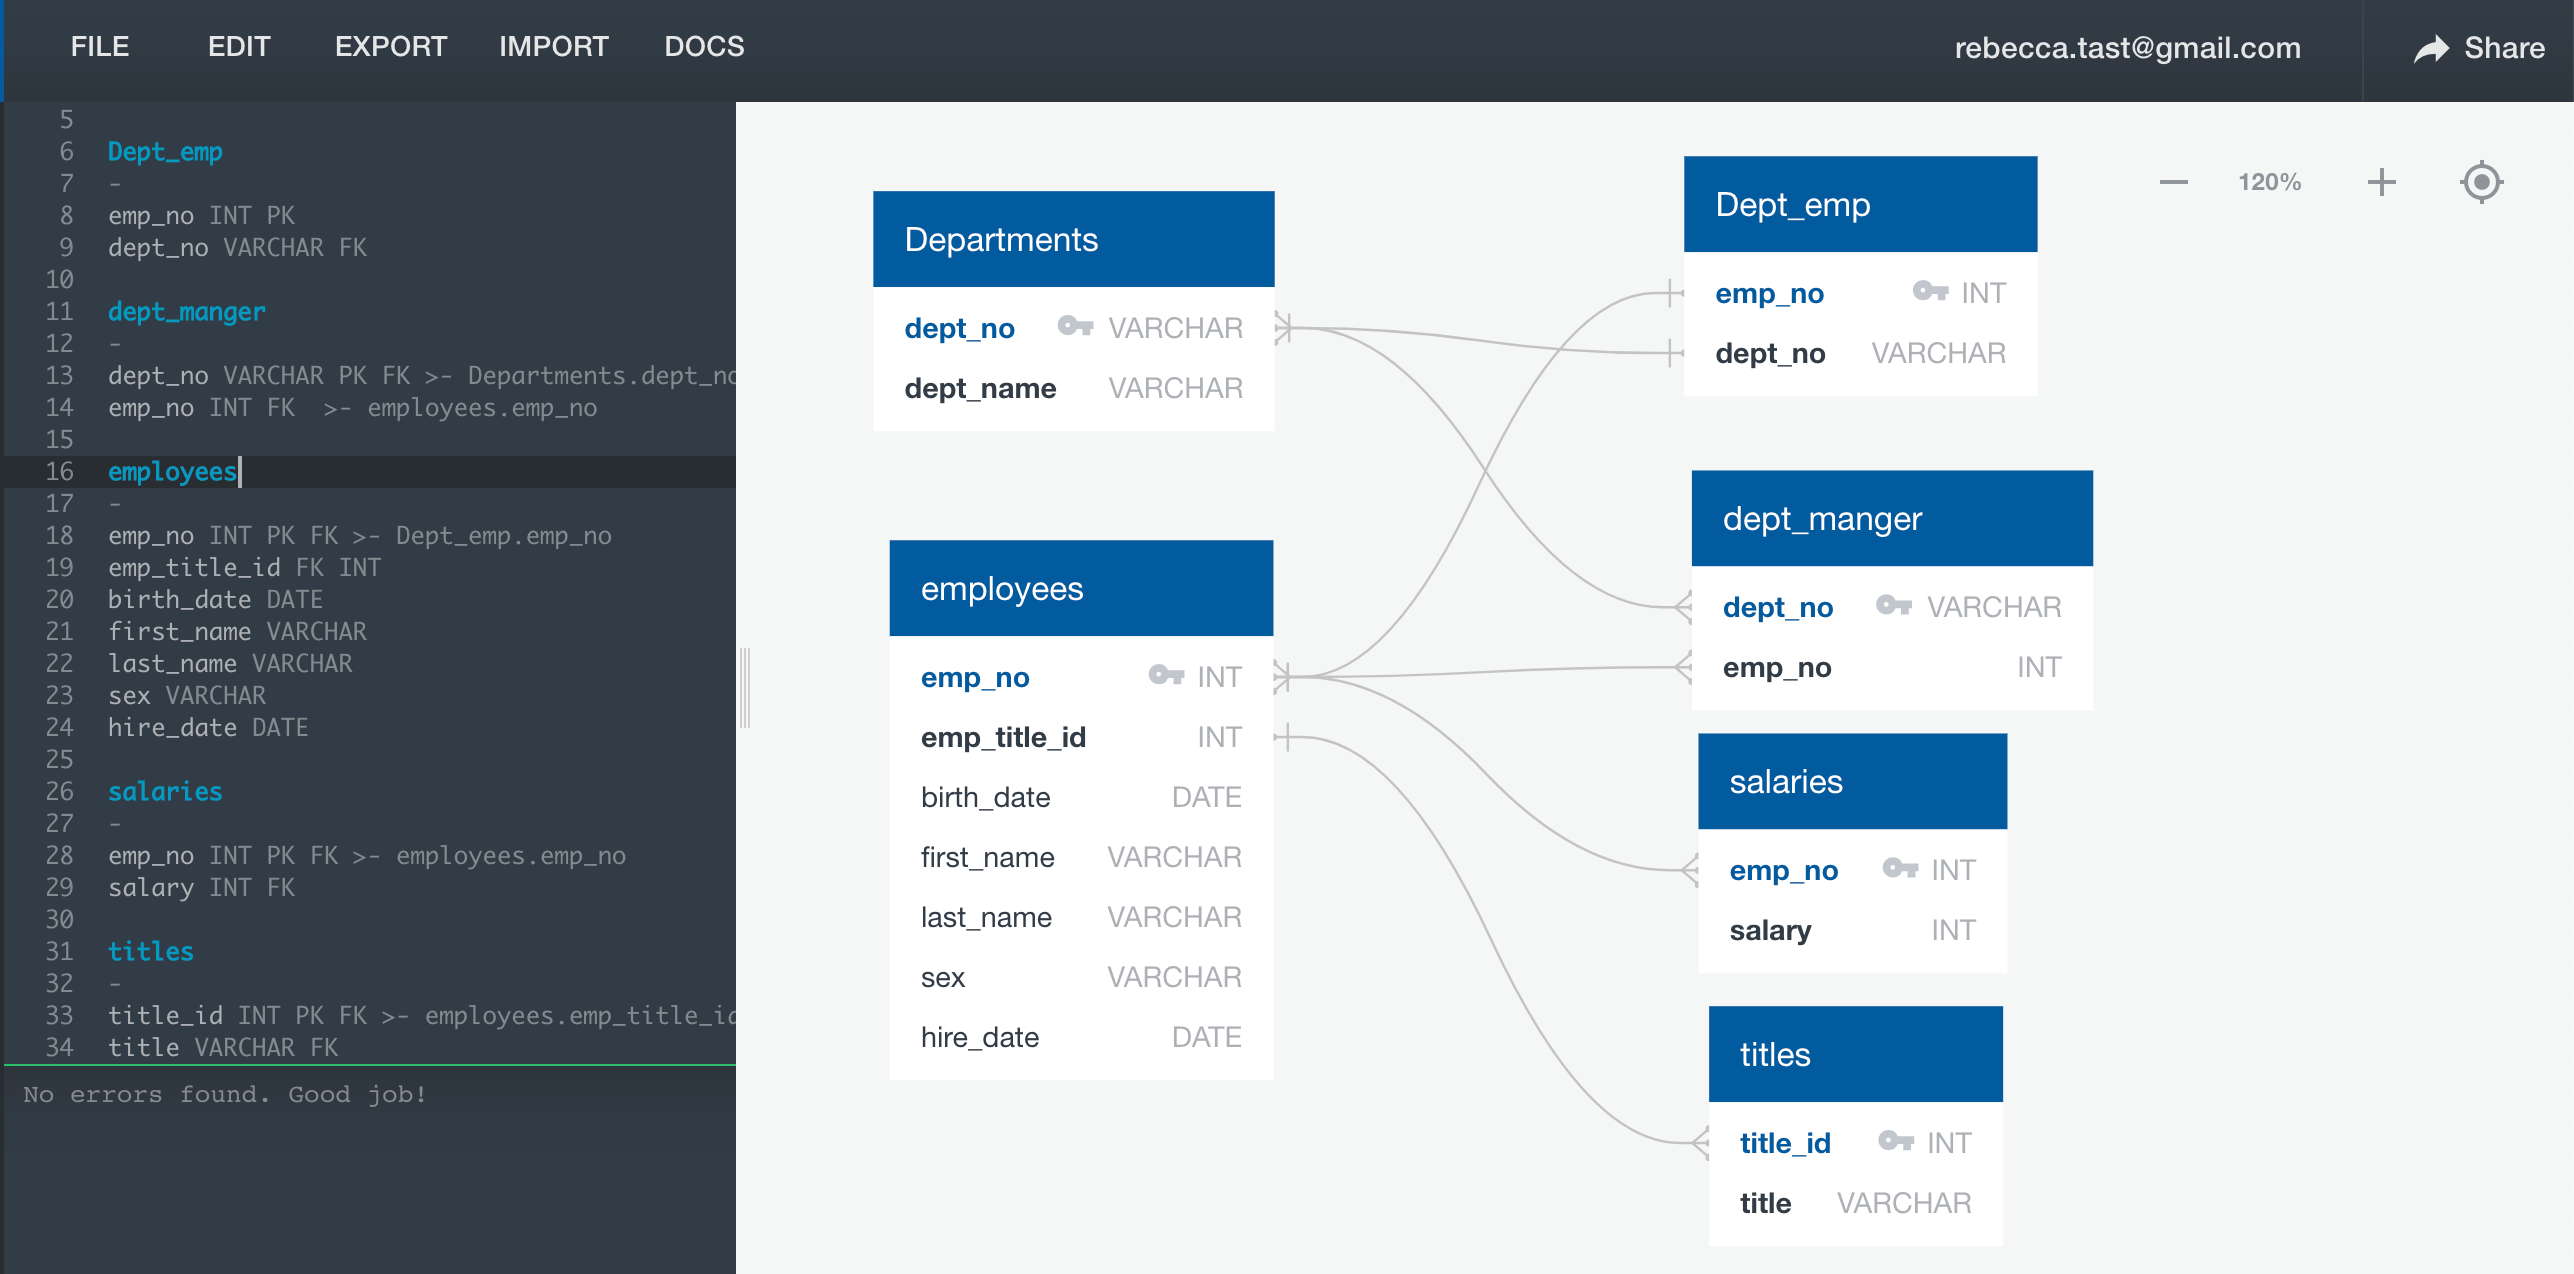 FILE EDIT EXPORT IMPORT DOCS rebecca.tast@gmail.com Share
5
6 Dept_emp
7 -
8 emp_no INT PK
9 dept_no VARCHAR FK
10
11 dept_manger
12 -
13 dept_no VARCHAR PK FK >- Departments.dept_no
14 emp_no INT FK  >- employees.emp_no
15
16 employees
17 -
18 emp_no INT PK FK >- Dept_emp.emp_no
19 emp_title_id FK INT
20 birth_date DATE
21 first_name VARCHAR
22 last_name VARCHAR
23 sex VARCHAR
24 hire_date DATE
25
26 salaries
27 -
28 emp_no INT PK FK >- employees.emp_no
29 salary INT FK
30
31 titles
32 -
33 title_id INT PK FK >- employees.emp_title_id
34 title VARCHAR FK
No errors found. Good job!
120%
Departments
dept_no VARCHAR
dept_name VARCHAR
employees
emp_no INT
emp_title_id INT
birth_date DATE
first_name VARCHAR
last_name VARCHAR
sex VARCHAR
hire_date DATE
Dept_emp
emp_no INT
dept_no VARCHAR
dept_manger
dept_no VARCHAR
emp_no INT
salaries
emp_no INT
salary INT
titles
title_id INT
title VARCHAR